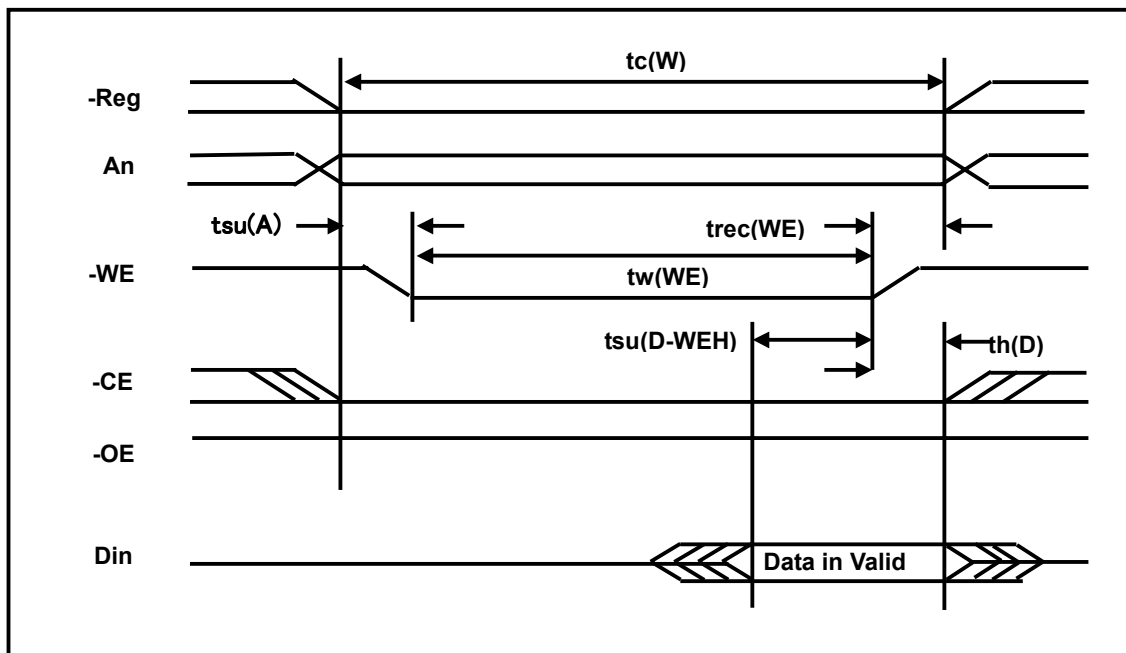 tc(W)
-Reg
An
tsu(A)
trec(WE)
-WE
tw(WE)
tsu(D-WEH)
th(D)
-CE
-OE
Din
Data in Valid